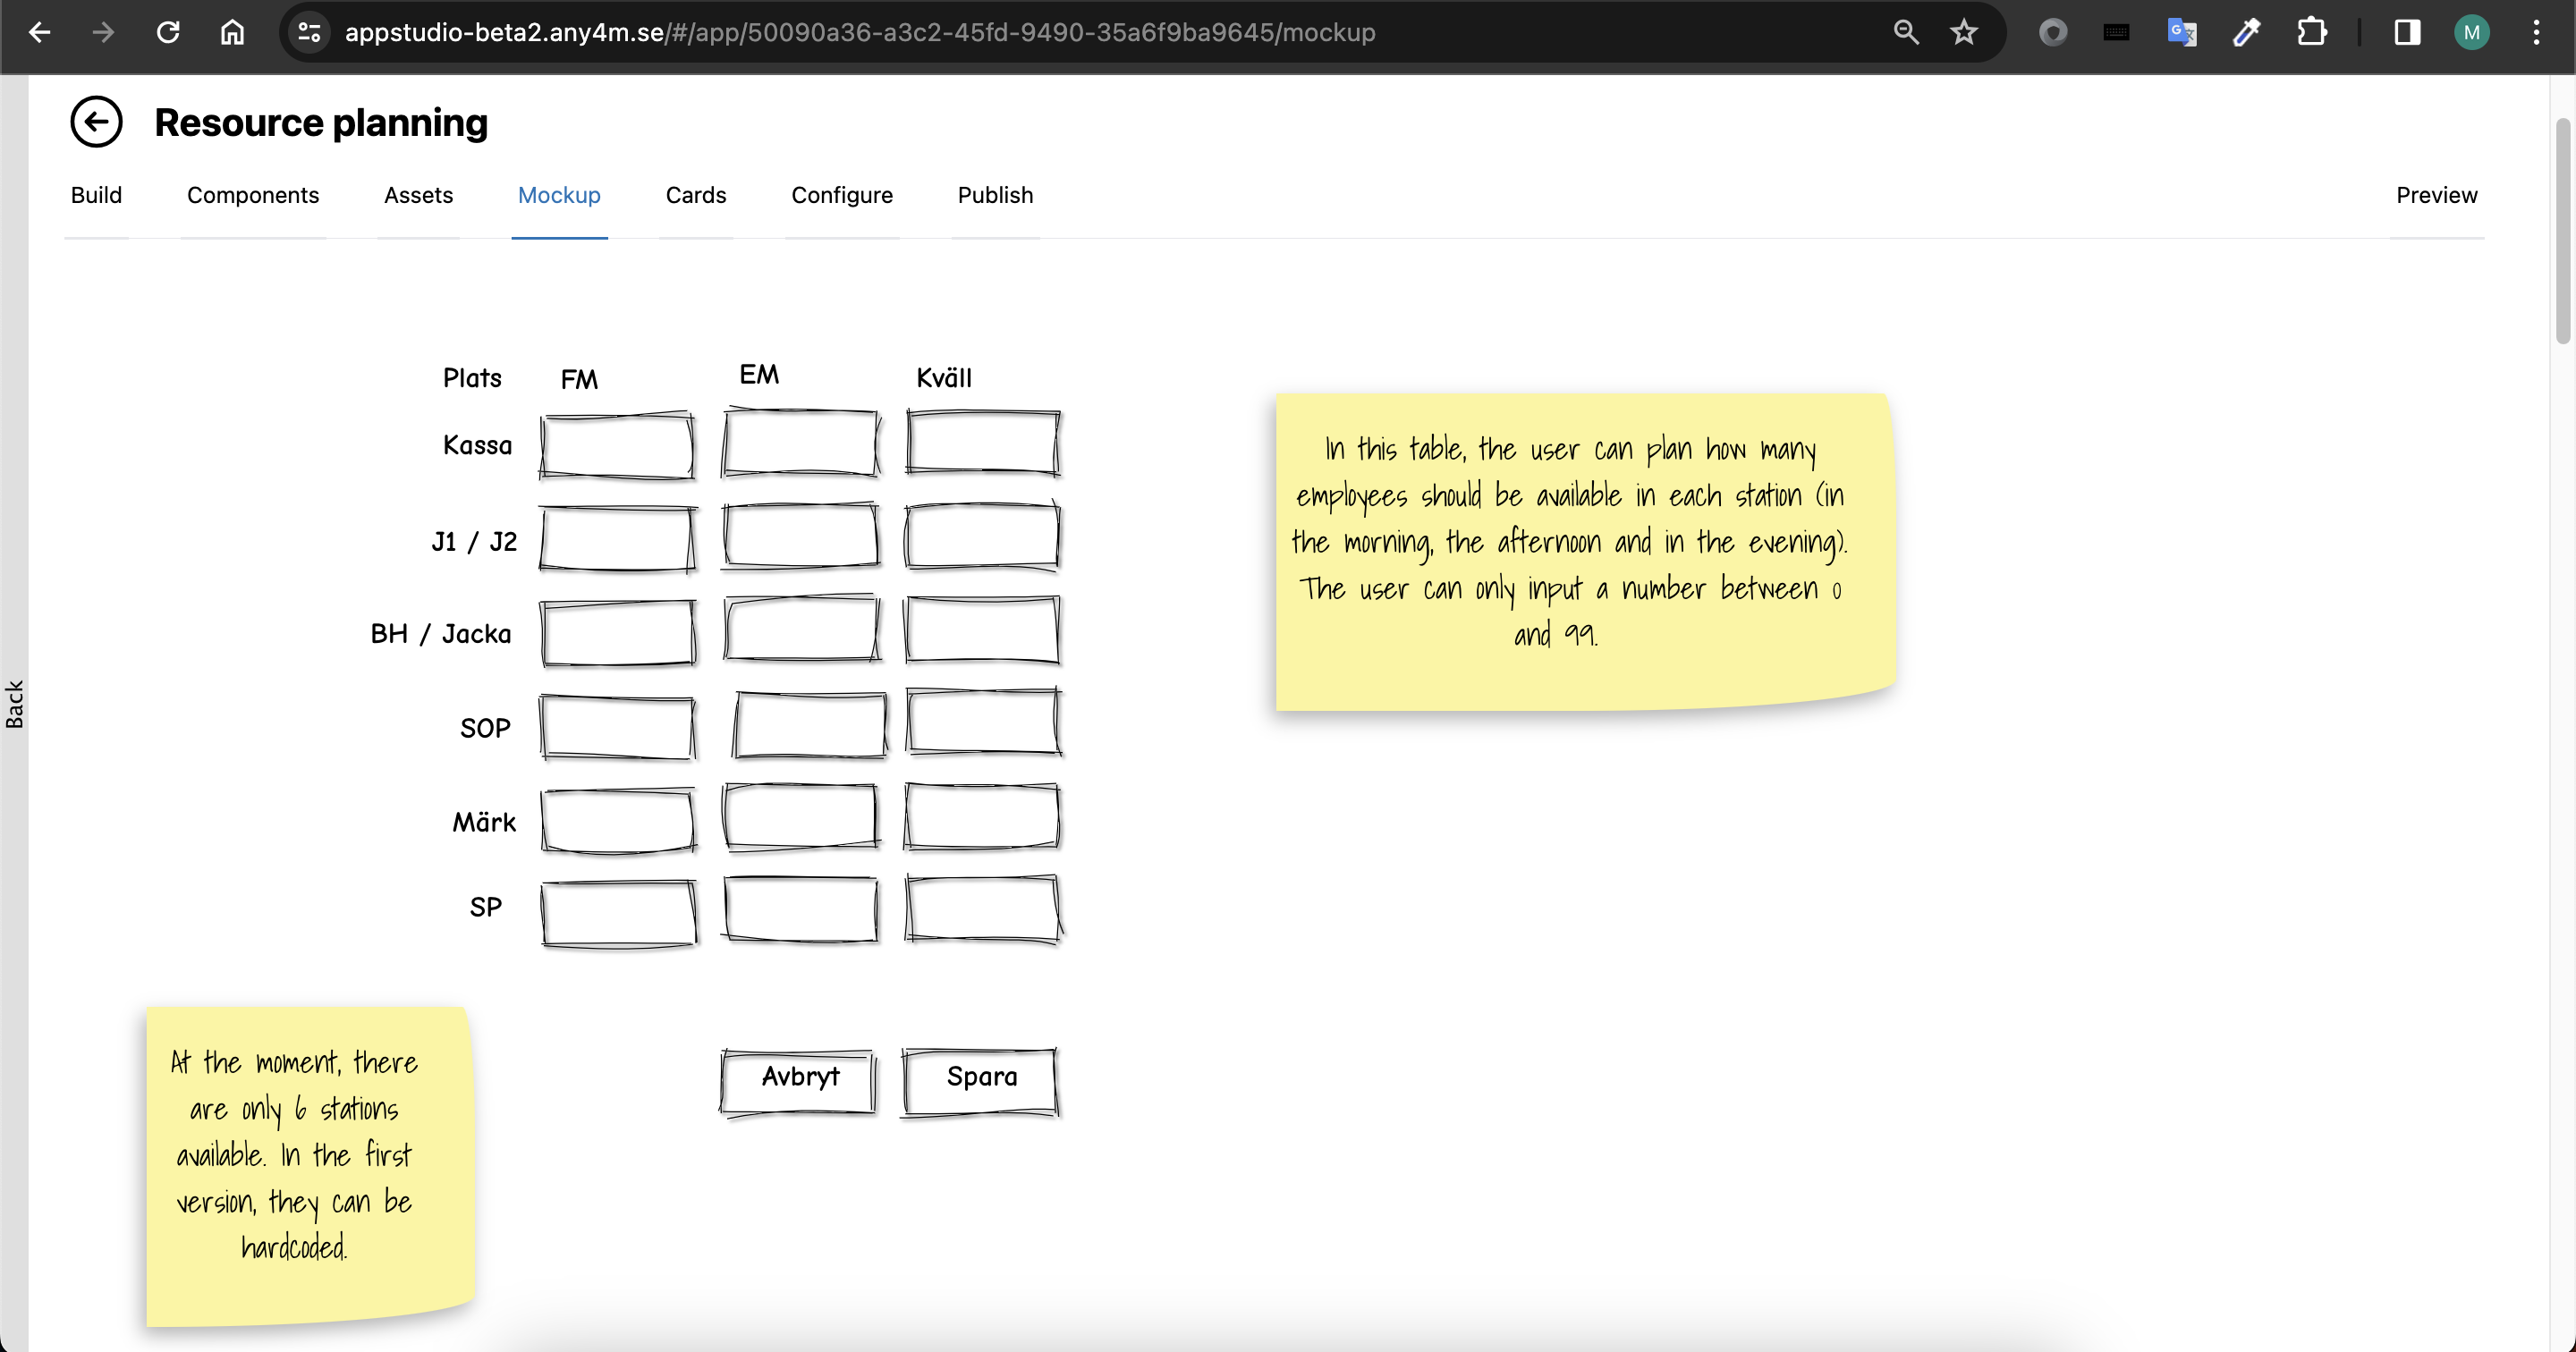 appstudio-beta2.any4m.se/#/app/50090a36-a3c2-45fd-9490-35a6f9ba9645/mockup
M
Resource planning
Build Components Assets Mockup Cards Configure Publish Preview
Plats FM EM Kväll
Kassa
J1 / J2
BH / Jacka
SOP
Märk
SP
Avbryt Spara
In this table, the user can plan how many
employees should be available in each station (in
the morning, the afternoon and in the evening).
The user can only input a number between 0
and 99.
At the moment, there
are only 6 stations
available. In the first
version, they can be
hardcoded.
Back